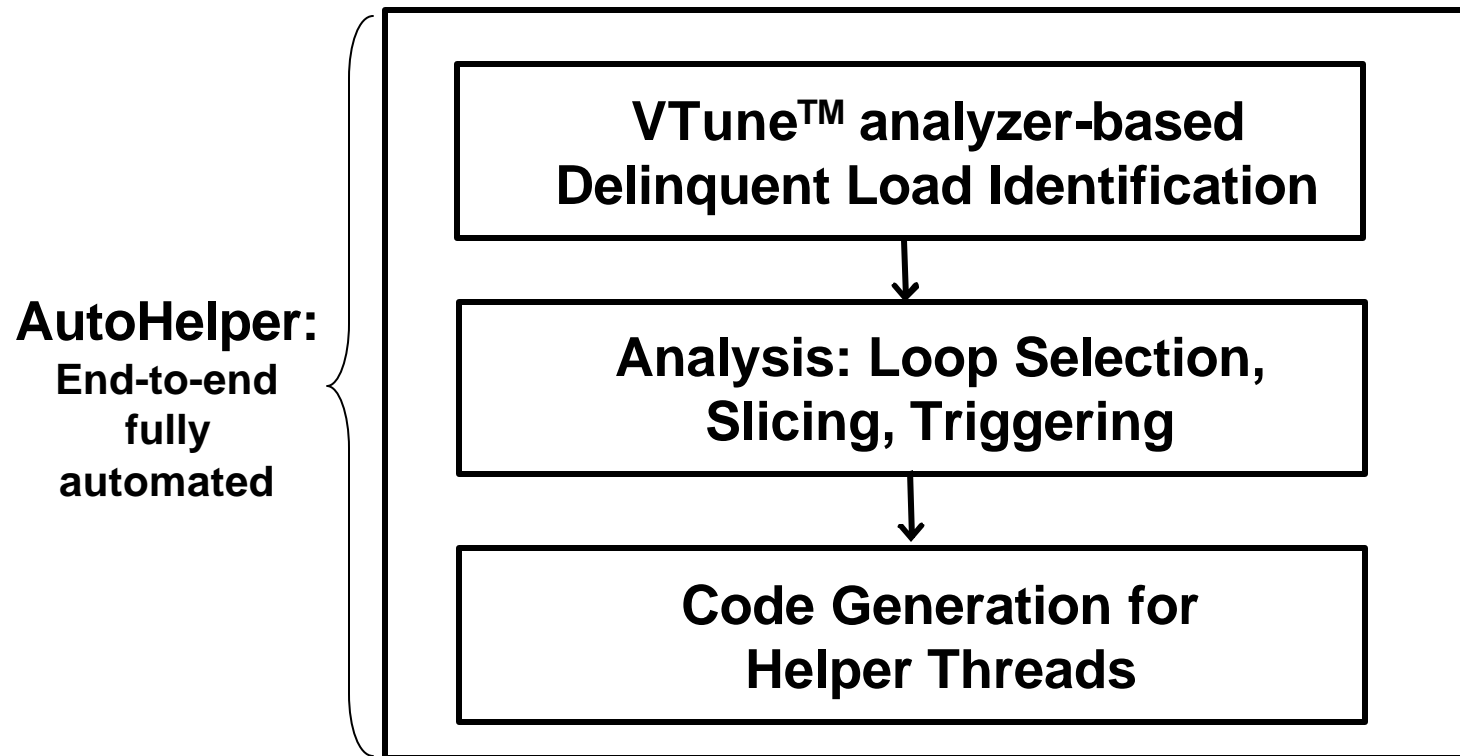 VTune™ analyzer-based
Delinquent Load Identification
AutoHelper:
End-to-end
fully
automated
Analysis: Loop Selection,
Slicing, Triggering
Code Generation for
Helper Threads